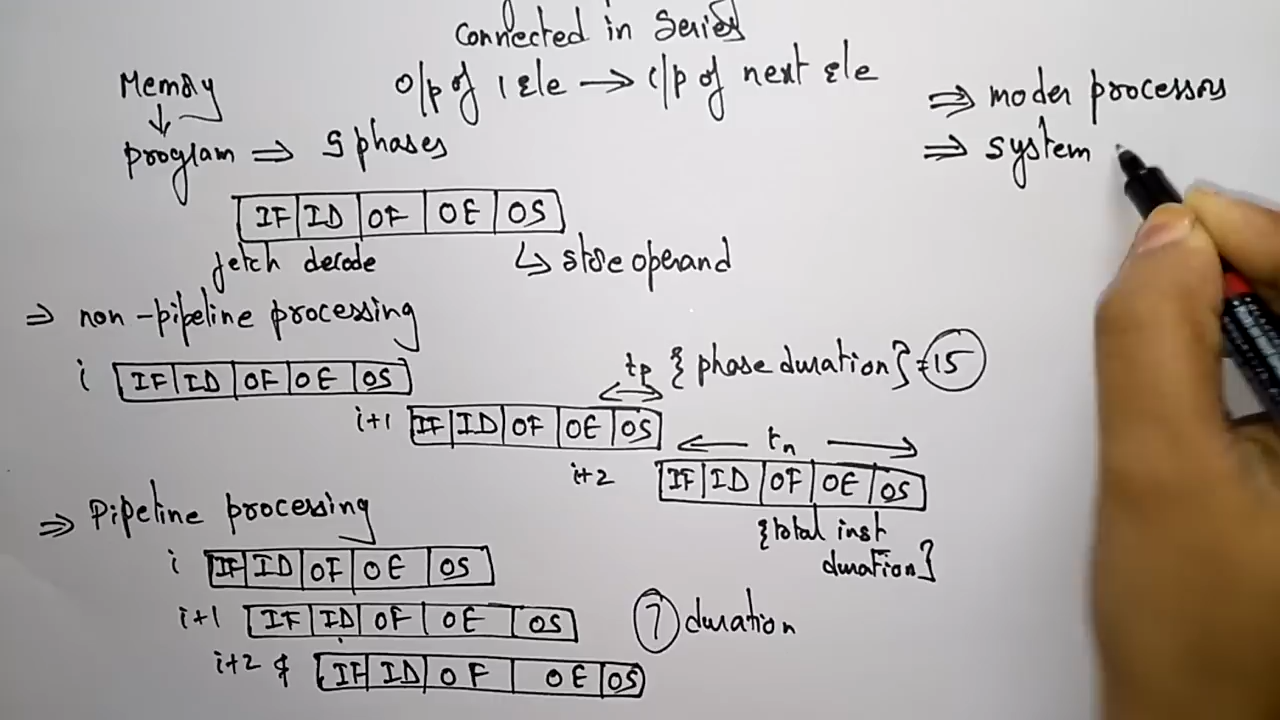 connected in series
O/p of 1 ele → i/p of next ele
Memory
↓
program ⇒ 5 phases
IF ID OF OE OS
fetch decode
↳ store operand
⇒ non-pipeline processing
i IF ID OF OE OS
tp { phase duration } = 15
i+1 IF ID OF OE OS
← tn →
i+2 IF ID OF OE OS
{total inst
duration}
⇒ Pipeline processing
i IF ID OF OE OS
i+1 IF ID OF OE OS
7 duration
i+2 IF ID OF OE OS
⇒ moder processors
⇒ system